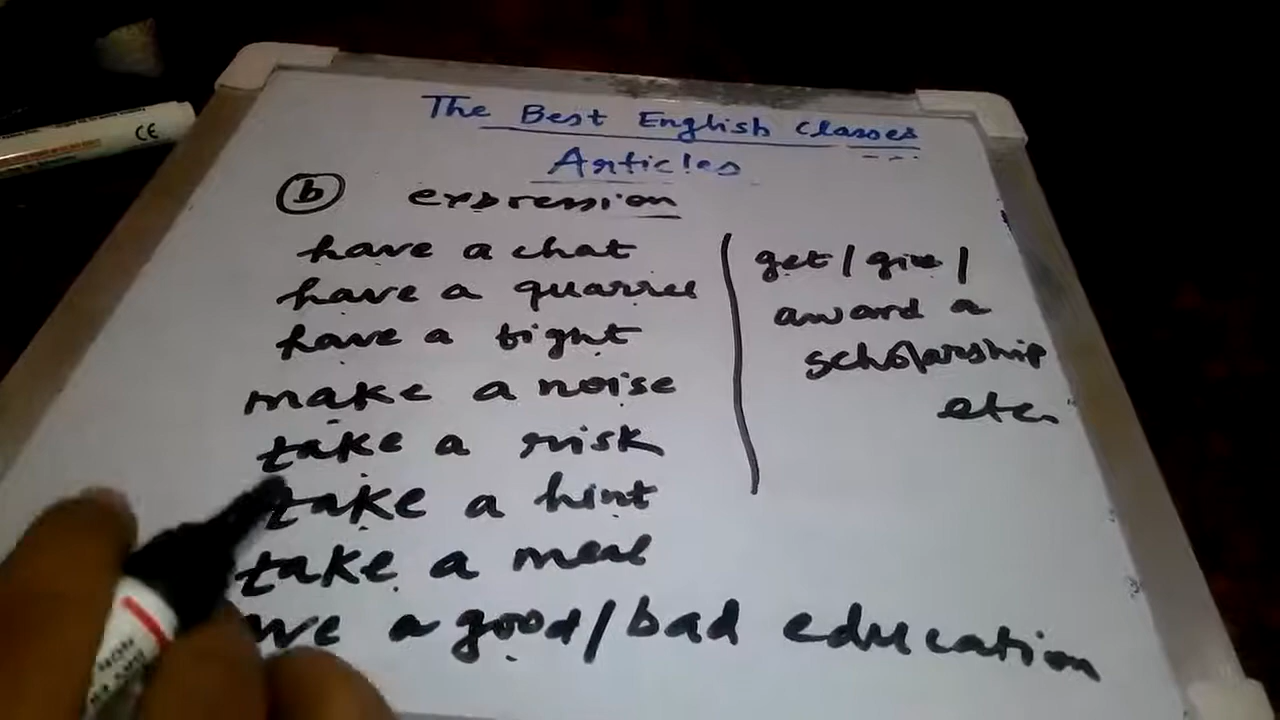 The Best English Classes
Articles
b expression
have a chat
have a quarrel
have a fight
make a noise
take a risk
take a hint
take a meal
a good/bad education
get/give/
award a
scholarship
etc.
CE